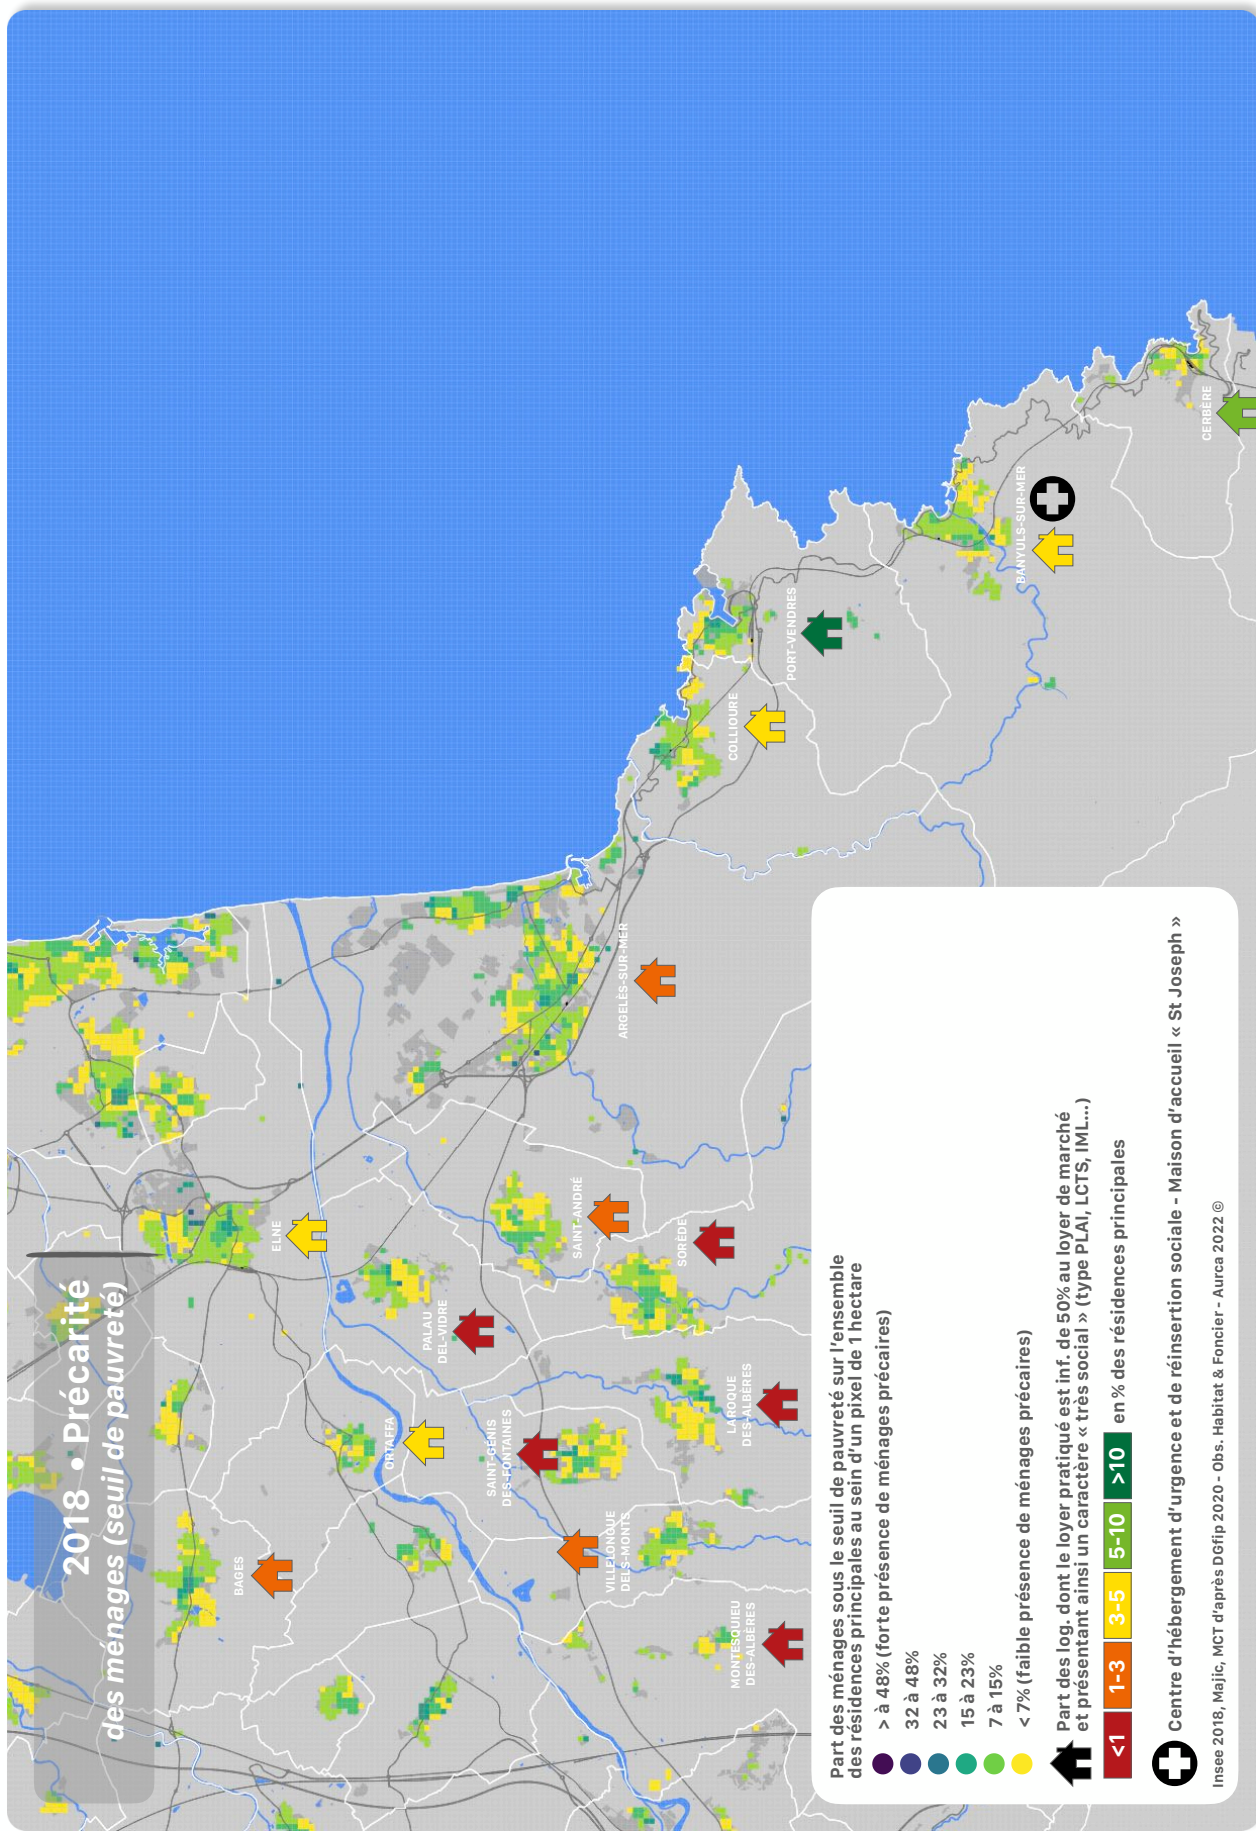 2018 • Précarité
des ménages (seuil de pauvreté)
ELNE
BAGES
ORTAFFA
PALAU
DEL-VIDRE
SAINT-GÉNIS
DES-FONTAINES
VILLELONGUE
DELS-MONTS
MONTESQUIEU
DES-ALBÈRES
LAROQUE
DES-ALBÈRES
SORÈDE
SAINT-ANDRÉ
ARGELÈS-SUR-MER
COLLIOURE
PORT-VENDRES
BANYULS-SUR-MER
CERBÈRE
Part des ménages sous le seuil de pauvreté sur l'ensemble
des résidences principales au sein d'un pixel de 1 hectare
> à 48% (forte présence de ménages précaires)
32 à 48%
23 à 32%
15 à 23%
7 à 15%
< 7% (faible présence de ménages précaires)
Part des log. dont le loyer pratiqué est inf. de 50% au loyer de marché
et présentant ainsi un caractère « très social » (type PLAI, LCTS, IML...)
<1 1-3 3-5 5-10 >10 en % des résidences principales
Centre d'hébergement d'urgence et de réinsertion sociale - Maison d'accueil « St Joseph »
Insee 2018, Majic, MCT d'après DGfip 2020 - Obs. Habitat & Foncier - Aurca 2022 ©